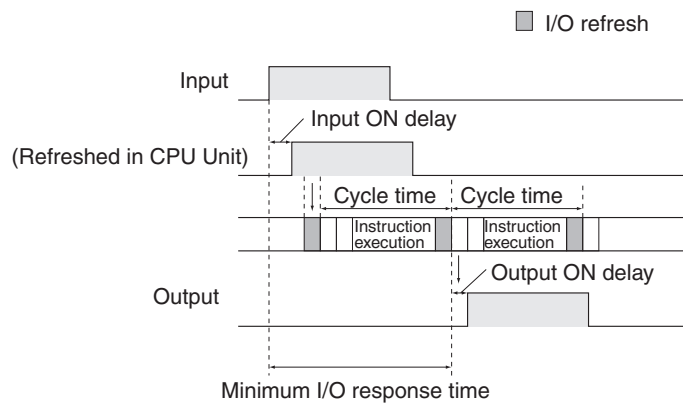 I/O refresh
Input
Input ON delay
(Refreshed in CPU Unit)
Cycle time Cycle time
Instruction execution Instruction execution
Output ON delay
Output
Minimum I/O response time